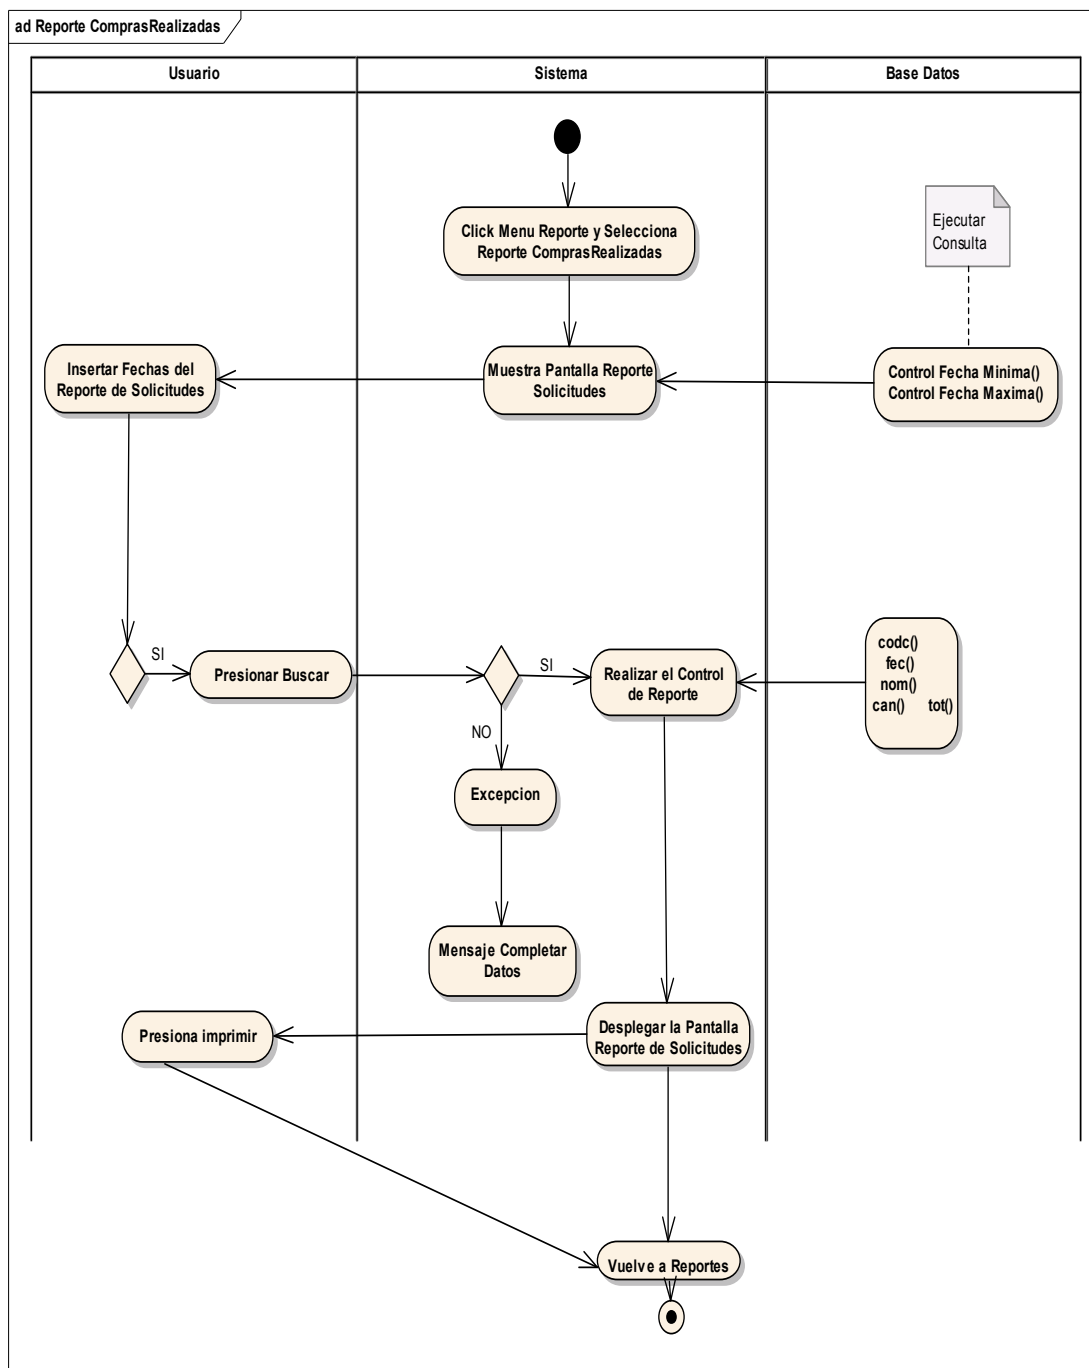 ad Reporte ComprasRealizadas
Usuario
Sistema
Base Datos
Click Menu Reporte y Selecciona
Reporte ComprasRealizadas
Ejecutar
Consulta
Insertar Fechas del
Reporte de Solicitudes
Muestra Pantalla Reporte
Solicitudes
Control Fecha Minima()
Control Fecha Maxima()
SI
Presionar Buscar
SI
NO
Realizar el Control
de Reporte
codc()
fec()
nom()
can() tot()
Excepcion
Mensaje Completar
Datos
Presiona imprimir
Desplegar la Pantalla
Reporte de Solicitudes
Vuelve a Reportes